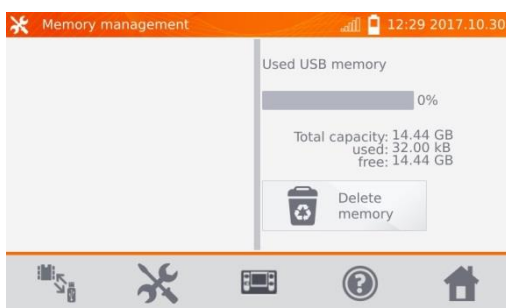 Memory management
12:29 2017.10.30
Used USB memory
0%
Total capacity: 14.44 GB
used: 32.00 kB
free: 14.44 GB
Delete
memory
?